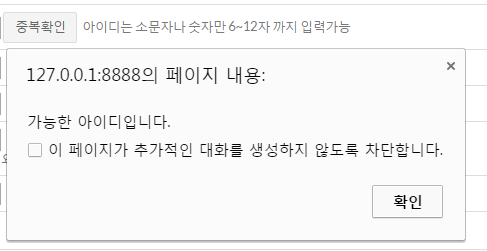 중복확인 아이디는 소문자나 숫자만 6~12자 까지 입력가능
127.0.0.1:8888의 페이지 내용:
가능한 아이디입니다.
이 페이지가 추가적인 대화를 생성하지 않도록 차단합니다.
확인